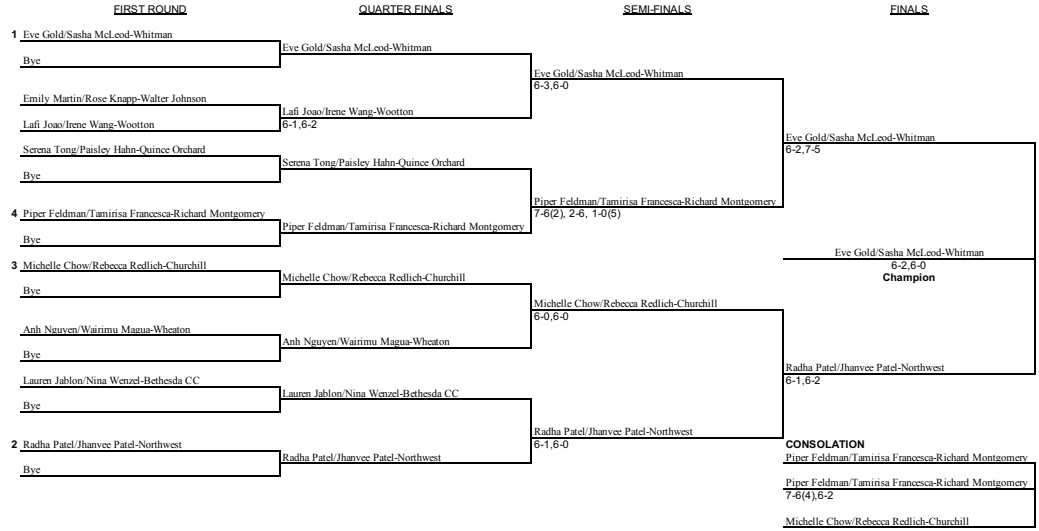 FIRST ROUND
QUARTER FINALS
SEMI-FINALS
FINALS
1 Eve Gold/Sasha McLeod-Whitman
Bye
Emily Martin/Rose Knapp-Walter Johnson
Lafi Joao/Irene Wang-Wootton
Serena Tong/Paisley Hahn-Quince Orchard
Bye
4 Piper Feldman/Tamirisa Francesca-Richard Montgomery
Bye
3 Michelle Chow/Rebecca Redlich-Churchill
Bye
Anh Nguyen/Wairimu Magua-Wheaton
Bye
Lauren Jablon/Nina Wenzel-Bethesda CC
Bye
2 Radha Patel/Jhanvee Patel-Northwest
Bye
Eve Gold/Sasha McLeod-Whitman
Lafi Joao/Irene Wang-Wootton
6-1,6-2
Serena Tong/Paisley Hahn-Quince Orchard
Piper Feldman/Tamirisa Francesca-Richard Montgomery
Michelle Chow/Rebecca Redlich-Churchill
Anh Nguyen/Wairimu Magua-Wheaton
Lauren Jablon/Nina Wenzel-Bethesda CC
Radha Patel/Jhanvee Patel-Northwest
Eve Gold/Sasha McLeod-Whitman
6-3,6-0
Piper Feldman/Tamirisa Francesca-Richard Montgomery
7-6(2), 2-6, 1-0(5)
Michelle Chow/Rebecca Redlich-Churchill
6-0,6-0
Radha Patel/Jhanvee Patel-Northwest
6-1,6-0
Eve Gold/Sasha McLeod-Whitman
6-2,7-5
Eve Gold/Sasha McLeod-Whitman
6-2,6-0
Champion
Radha Patel/Jhanvee Patel-Northwest
6-1,6-2
CONSOLATION
Piper Feldman/Tamirisa Francesca-Richard Montgomery
Piper Feldman/Tamirisa Francesca-Richard Montgomery
7-6(4),6-2
Michelle Chow/Rebecca Redlich-Churchill